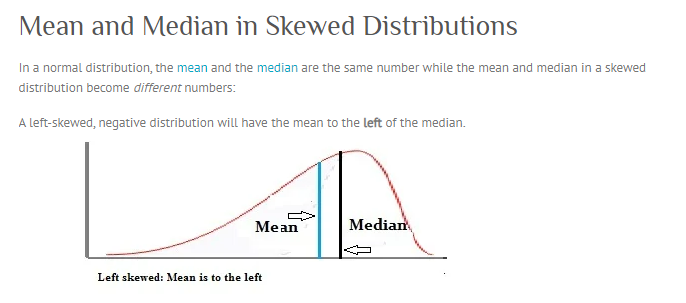 Mean and Median in Skewed Distributions
In a normal distribution, the mean and the median are the same number while the mean and median in a skewed
distribution become different numbers:
A left-skewed, negative distribution will have the mean to the left of the median.
Mean Median
Left skewed: Mean is to the left